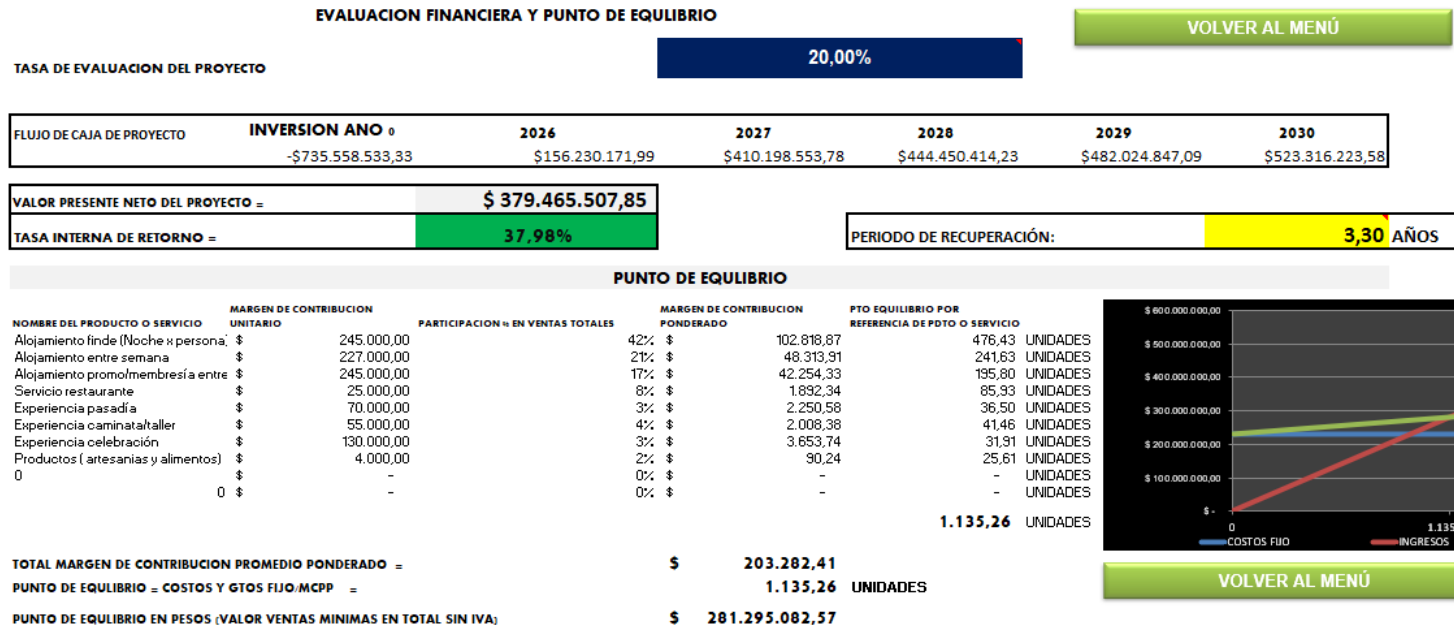 EVALUACION FINANCIERA Y PUNTO DE EQULIBRIO
VOLVER AL MENÚ
TASA DE EVALUACION DEL PROYECTO 20,00%
FLUJO DE CAJA DE PROYECTO INVERSION ANO 0 2026 2027 2028 2029 2030
-$735.558.533,33 $156.230.171,99 $410.198.553,78 $444.450.414,23 $482.024.847,09 $523.316.223,58
VALOR PRESENTE NETO DEL PROYECTO = $ 379.465.507,85
TASA INTERNA DE RETORNO = 37,98% PERIODO DE RECUPERACIÓN: 3,30 AÑOS
PUNTO DE EQULIBRIO
NOMBRE DEL PRODUCTO O SERVICIO MARGEN DE CONTRIBUCION UNITARIO PARTICIPACION % EN VENTAS TOTALES MARGEN DE CONTRIBUCION PONDERADO PTO EQUILIBRIO POR REFERENCIA DE PDTO O SERVICIO
Alojamiento finde (Noche x persona) $ 245.000,00 42% $ 102.818,87 476,43 UNIDADES
Alojamiento entre semana $ 227.000,00 21% $ 48.313,91 241,63 UNIDADES
Alojamiento promo/membresía entre $ 245.000,00 17% $ 42.254,33 195,80 UNIDADES
Servicio restaurante $ 25.000,00 8% $ 1.892,34 85,93 UNIDADES
Experiencia pasadía $ 70.000,00 3% $ 2.250,58 36,50 UNIDADES
Experiencia caminata/taller $ 55.000,00 4% $ 2.008,38 41,46 UNIDADES
Experiencia celebración $ 130.000,00 3% $ 3.653,74 31,91 UNIDADES
Productos ( artesanias y alimentos) $ 4.000,00 2% $ 90,24 25,61 UNIDADES
0 $ - 0% $ - - UNIDADES
0 $ - 0% $ - - UNIDADES
1.135,26 UNIDADES
$ 600.000.000,00
$ 500.000.000,00
$ 400.000.000,00
$ 300.000.000,00
$ 200.000.000,00
$ 100.000.000,00
$ -
0 1.135
COSTOS FIJO INGRESOS
TOTAL MARGEN DE CONTRIBUCION PROMEDIO PONDERADO = $ 203.282,41
PUNTO DE EQULIBRIO = COSTOS Y GTOS FIJO/MCPP = 1.135,26 UNIDADES
VOLVER AL MENÚ
PUNTO DE EQULIBRIO EN PESOS (VALOR VENTAS MINIMAS EN TOTAL SIN IVA) $ 281.295.082,57